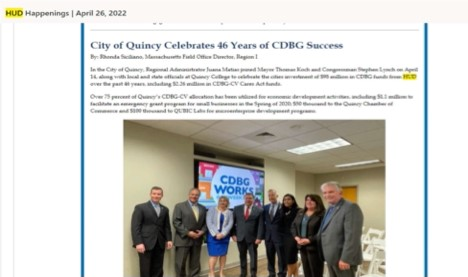 HUD Happenings | April 26, 2022
City of Quincy Celebrates 46 Years of CDBG Success
By: Rhonda Siciliano, Massachusetts Field Office Director, Region I
In the City of Quincy, Regional Administrator Juana Matias joined Mayor Thomas Koch and Congressman Stephen Lynch on April
14, along with local and state officials at Quincy College to celebrate the cities investment of $95 million in CDBG funds from HUD
over the past 46 years, including $2.26 million in CDBG-CV Cares Act funds.
Over 75 percent of Quincy's CDBG-CV allocation has been utilized for economic development activities, including $1.1 million to
facilitate an emergency grant program for small businesses in the Spring of 2020; $50 thousand to the Quincy Chamber of
Commerce and $100 thousand to QUBIC Labs for microenterprise development programs.
CDBG
WORKS